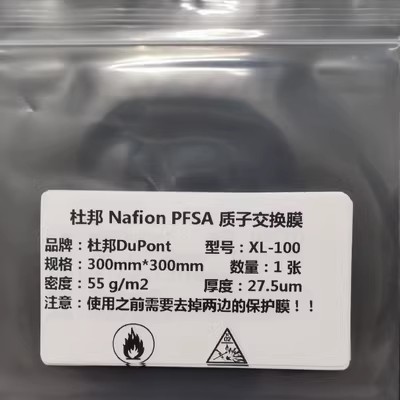 杜邦 Nafion PFSA 质子交换膜
品牌：杜邦DuPont 型号：XL-100
规格：300mm*300mm 数量：1 张
密度：55 g/m2 厚度：27.5um
注意：使用之前需要去掉两边的保护膜！！